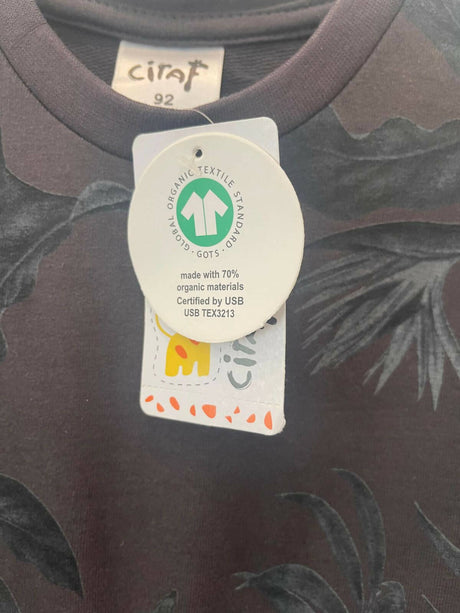 ciraf
92
GLOBAL ORGANIC TEXTILE STANDARD · GOTS ·
made with 70%
organic materials
Certified by USB
USB TEX3213
ciraf